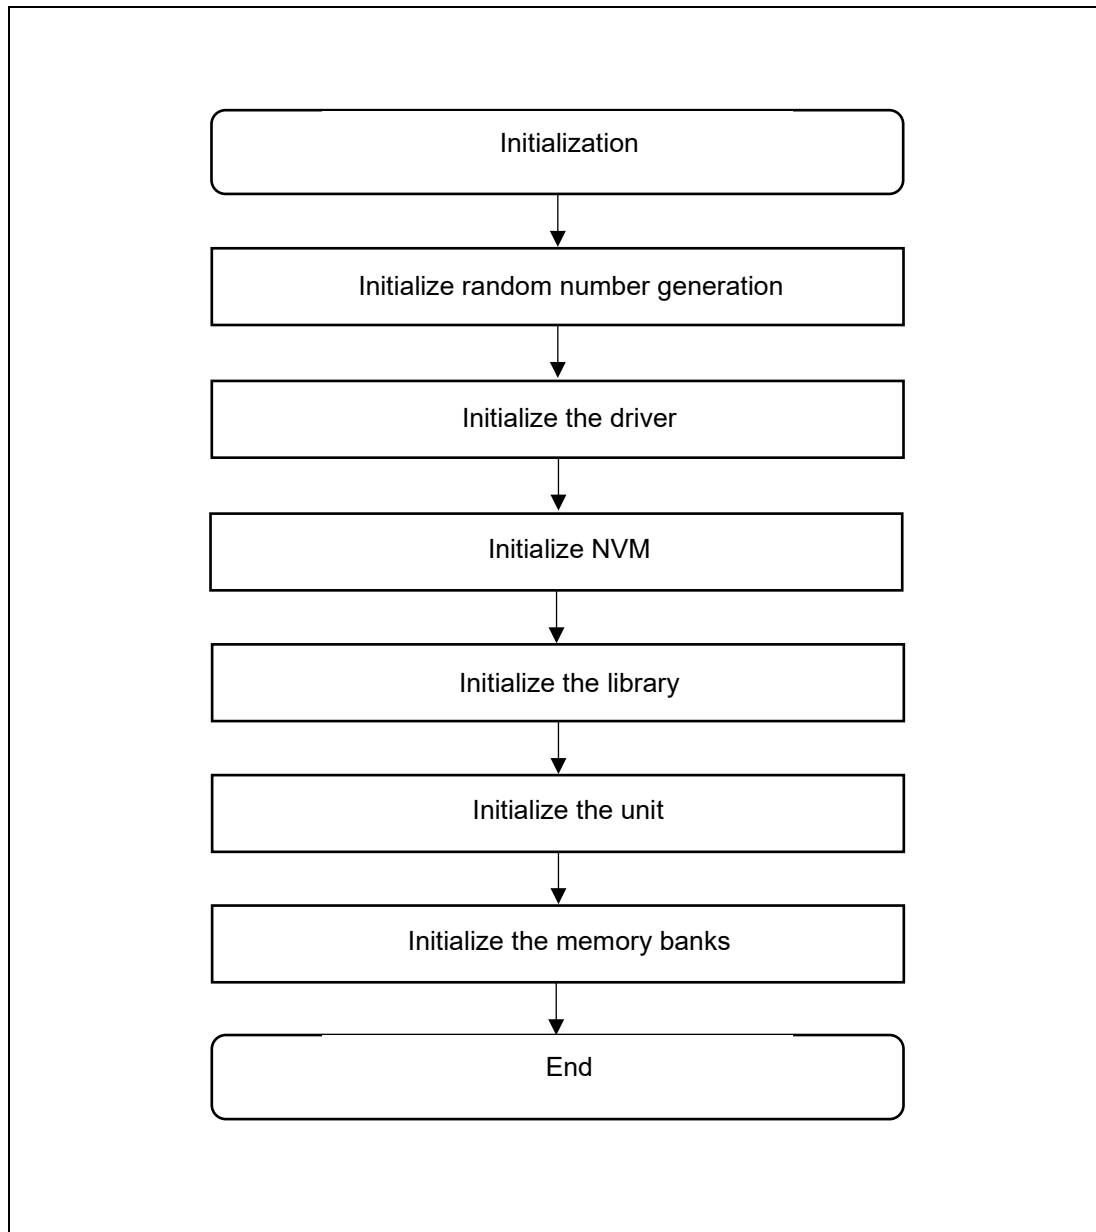 Initialization
Initialize random number generation
Initialize the driver
Initialize NVM
Initialize the library
Initialize the unit
Initialize the memory banks
End